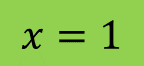 x = 1